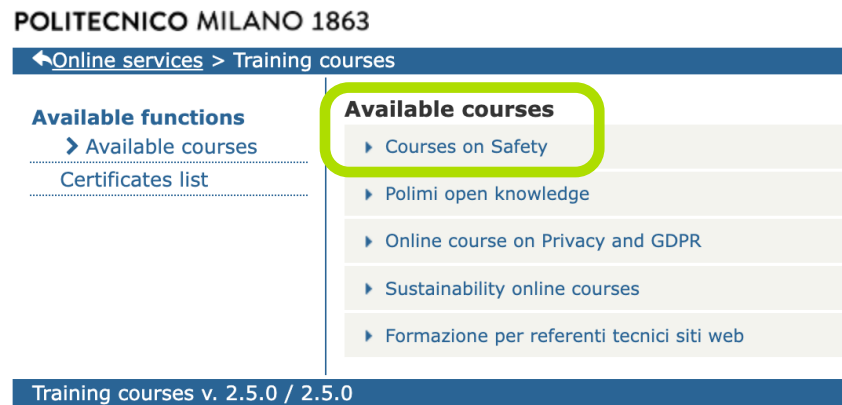 POLITECNICO MILANO 1863
Online services > Training courses
Available functions
Available courses
Certificates list
Available courses
Courses on Safety
Polimi open knowledge
Online course on Privacy and GDPR
Sustainability online courses
Formazione per referenti tecnici siti web
Training courses v. 2.5.0 / 2.5.0